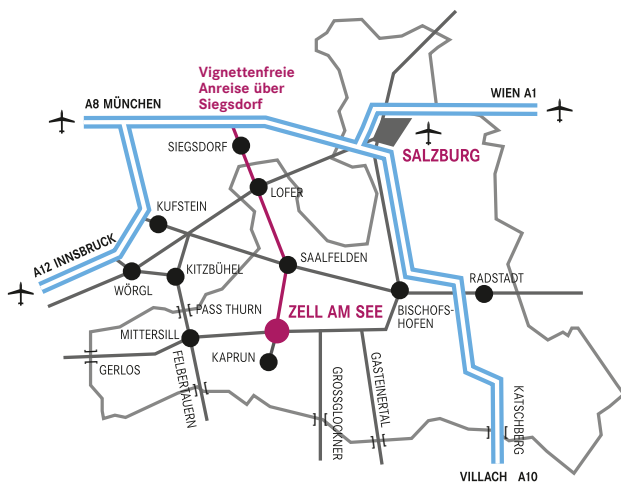 Vignettenfreie
Anreise über
Siegsdorf
A8 MÜNCHEN
WIEN A1
SIEGSDORF
SALZBURG
LOFER
KUFSTEIN
A12 INNSBRUCK
SAALFELDEN
KITZBÜHEL
WÖRGL
RADSTADT
PASS THURN
ZELL AM SEE
BISCHOFS-
HOFEN
MITTERSILL
KAPRUN
GERLOS
FELBERTAUERN
GROSSGLOCKNER
GASTEINERTAL
KATSCHBERG
VILLACH A10